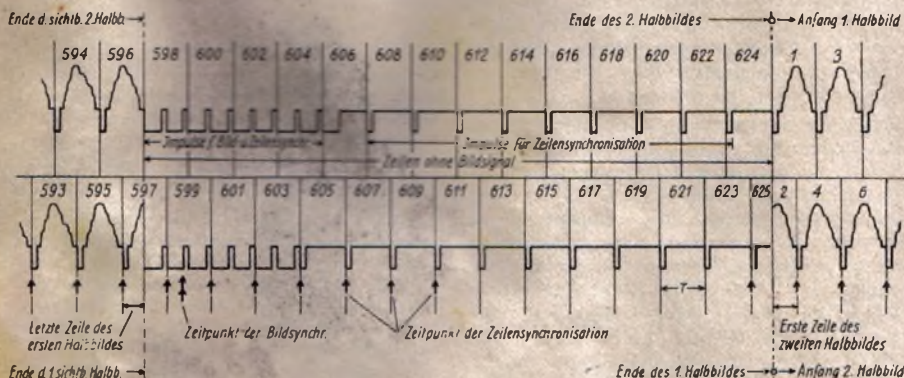 Ende d. sichtb. 2. Halbb.
Ende des 2. Halbbildes
Anfang 1. Halbbild
594 596 598 600 602 604 606 608 610 612 614 616 618 620 622 624 1 3
Impulse f. Bild- u. Zeilensynchr.
Impulse für Zeilensynchronisation
Zeilen ohne Bildsignal
593 595 597 599 601 603 605 607 609 611 613 615 617 619 621 623 625 2 4 6
T
Letzte Zeile des
ersten Halbbildes
Zeitpunkt der Bildsynchr.
Zeitpunkt der Zeilensynchronisation
Erste Zeile des
zweiten Halbbildes
Ende d. 1 sichtb. Halbb.
Ende des 1. Halbbildes
Anfang 2. Halbbild